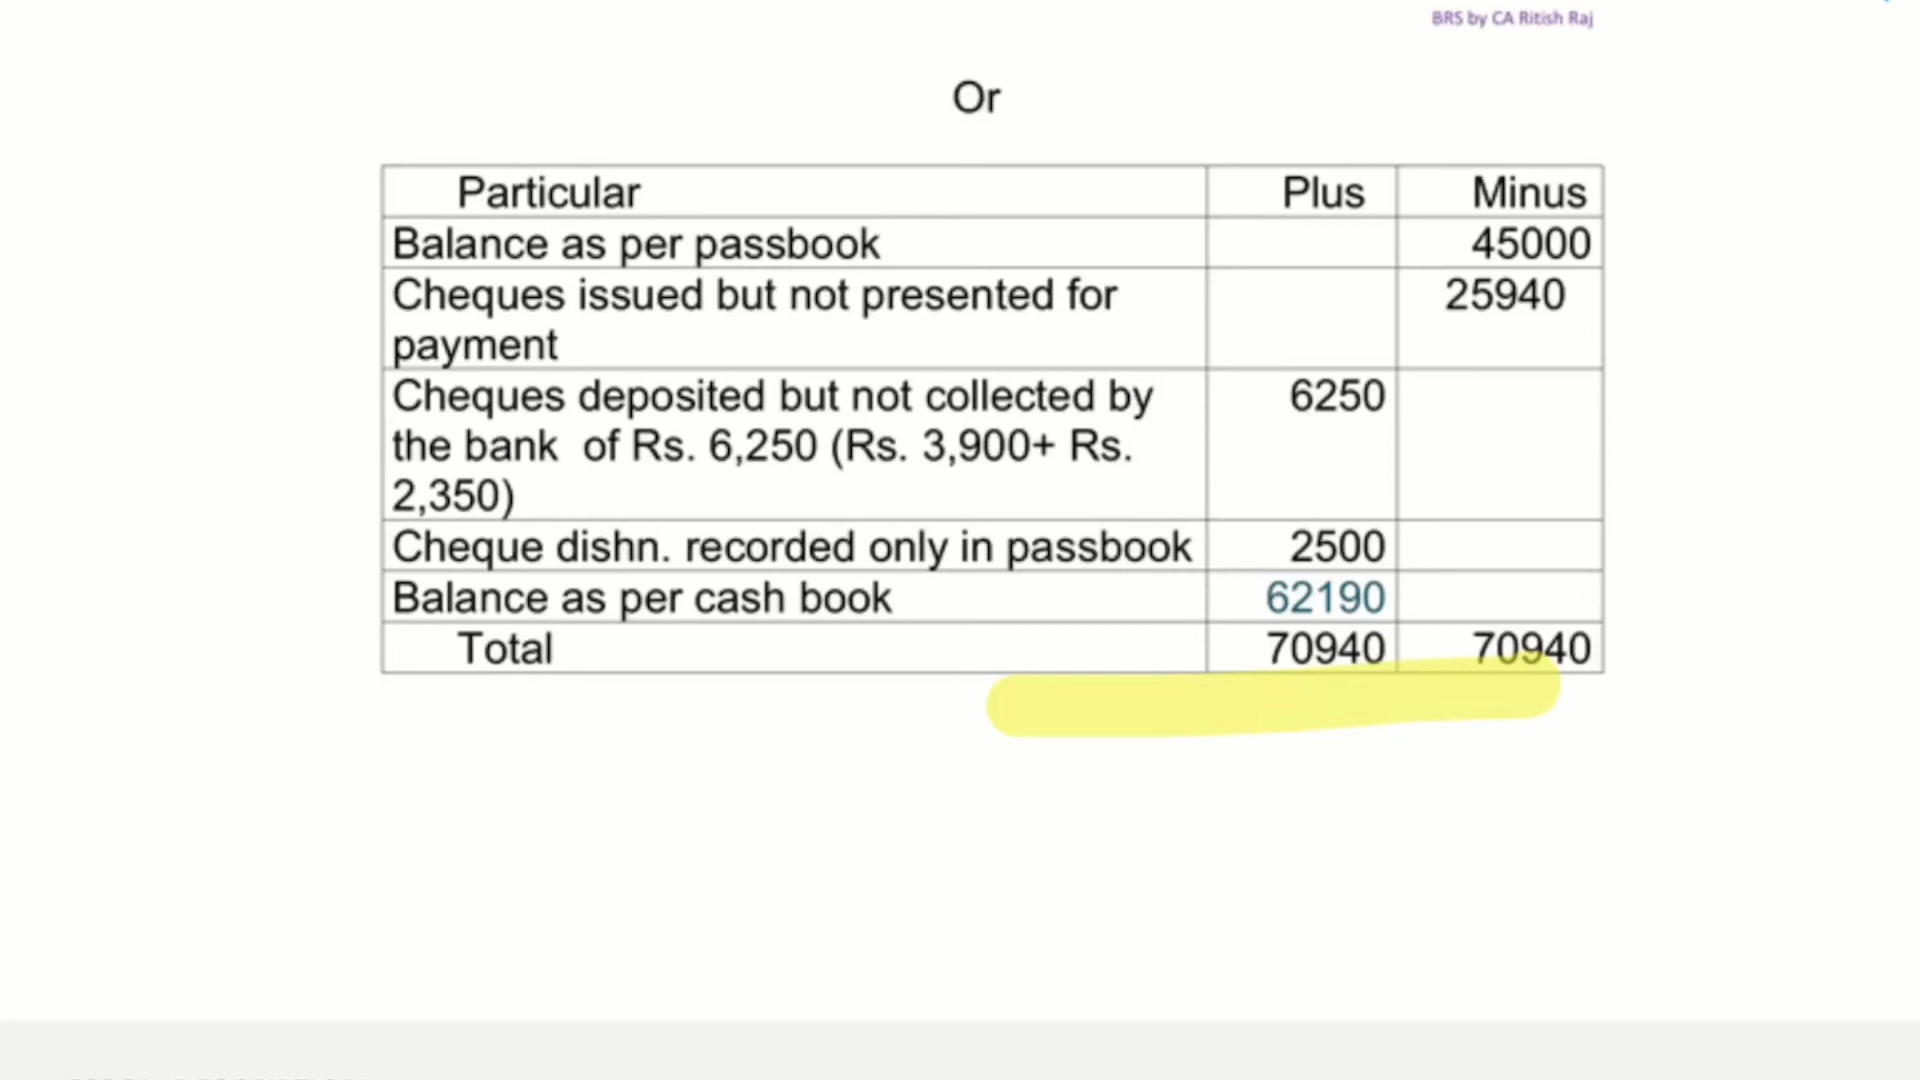 BRS by CA Ritish Raj
Or
Particular Plus Minus
Balance as per passbook 45000
Cheques issued but not presented for 25940
payment
Cheques deposited but not collected by 6250
the bank of Rs. 6,250 (Rs. 3,900+ Rs.
2,350)
Cheque dishn. recorded only in passbook 2500
Balance as per cash book 62190
Total 70940 70940